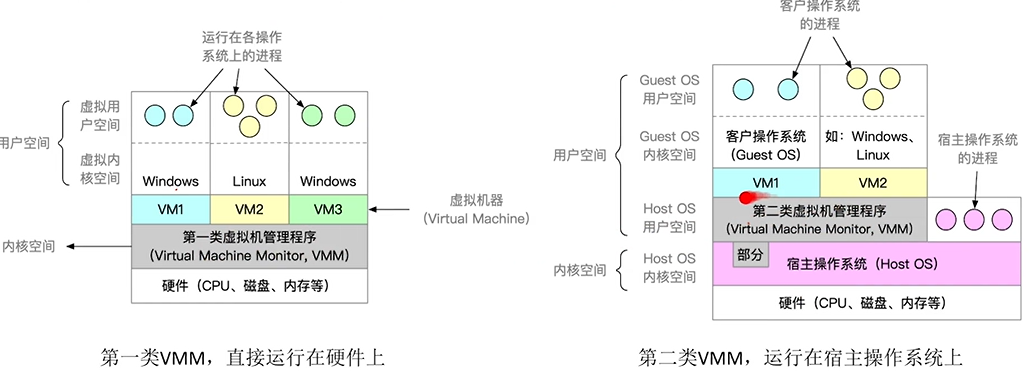 运行在各操作
系统上的进程
用户空间
虚拟用
户空间
虚拟内
核空间
Windows
Linux
Windows
VM1
VM2
VM3
虚拟机器
(Virtual Machine)
内核空间
第一类虚拟机管理程序
(Virtual Machine Monitor, VMM)
硬件（CPU、磁盘、内存等）
第一类VMM，直接运行在硬件上
客户操作系统
的进程
Guest OS
用户空间
用户空间
Guest OS
内核空间
客户操作系统
(Guest OS)
如：Windows、
Linux
宿主操作系统
的进程
VM1
VM2
Host OS
用户空间
第二类虚拟机管理程序
(Virtual Machine Monitor, VMM)
内核空间
Host OS
内核空间
部分
宿主操作系统（Host OS）
硬件（CPU、磁盘、内存等）
第二类VMM，运行在宿主操作系统上